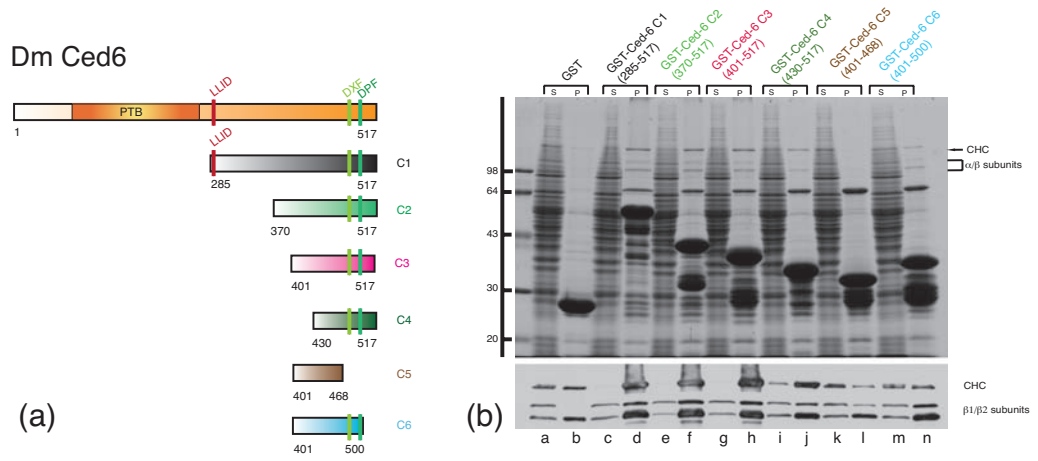 Dm Ced6
LLID
DXF
DPF
PTB
1
517
LLID
C1
285
517
C2
370
517
C3
401
517
C4
430
517
C5
401
468
C6
401
500
(a)
GST
GST-Ced-6 C1
(285-517)
GST-Ced-6 C2
(370-517)
GST-Ced-6 C3
(401-517)
GST-Ced-6 C4
(430-517)
GST-Ced-6 C5
(401-468)
GST-Ced-6 C6
(401-500)
S P S P S P S P S P S P S P
CHC
α/β subunits
98
64
43
30
20
CHC
β1/β2 subunits
a b c d e f g h i j k l m n
(b)